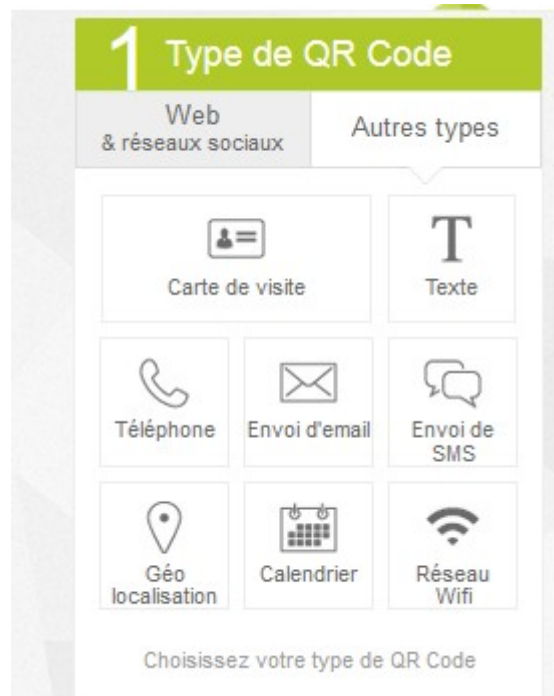 1 Type de QR Code
Web
& réseaux sociaux
Autres types
Carte de visite
T
Texte
Téléphone
Envoi d'email
Envoi de
SMS
Géo
localisation
Calendrier
Réseau
Wifi
Choisissez votre type de QR Code